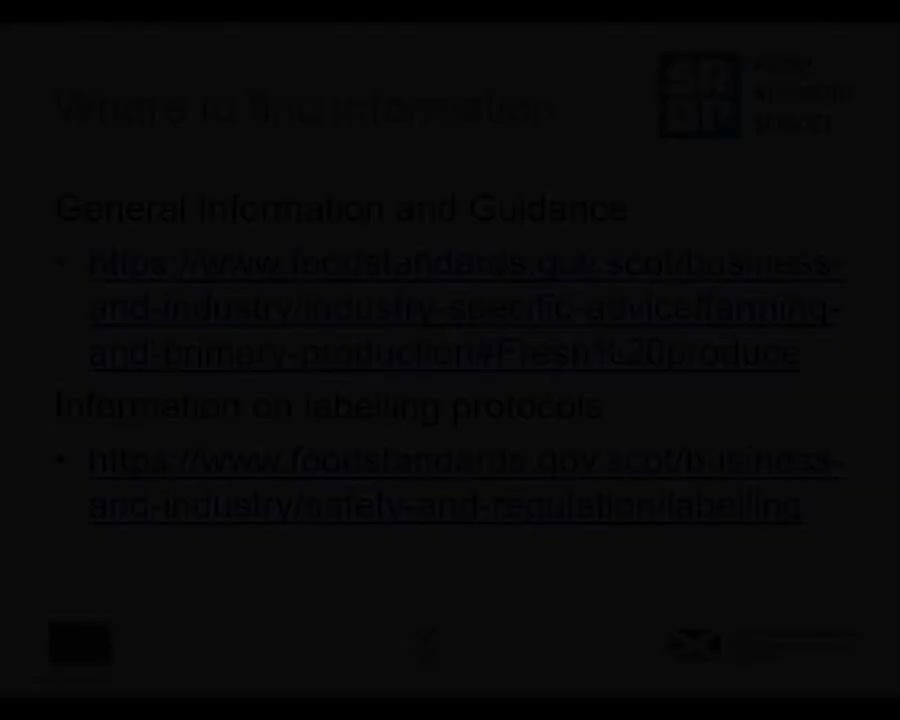 Where to find information
General Information and Guidance
• https://www.foodstandards.gov.scot/business-
and-industry/industry-specific-advice/farming-
and-primary-production#Fresh%20produce
Information on labelling protocols
• https://www.foodstandards.gov.scot/business-
and-industry/safety-and-regulation/labelling